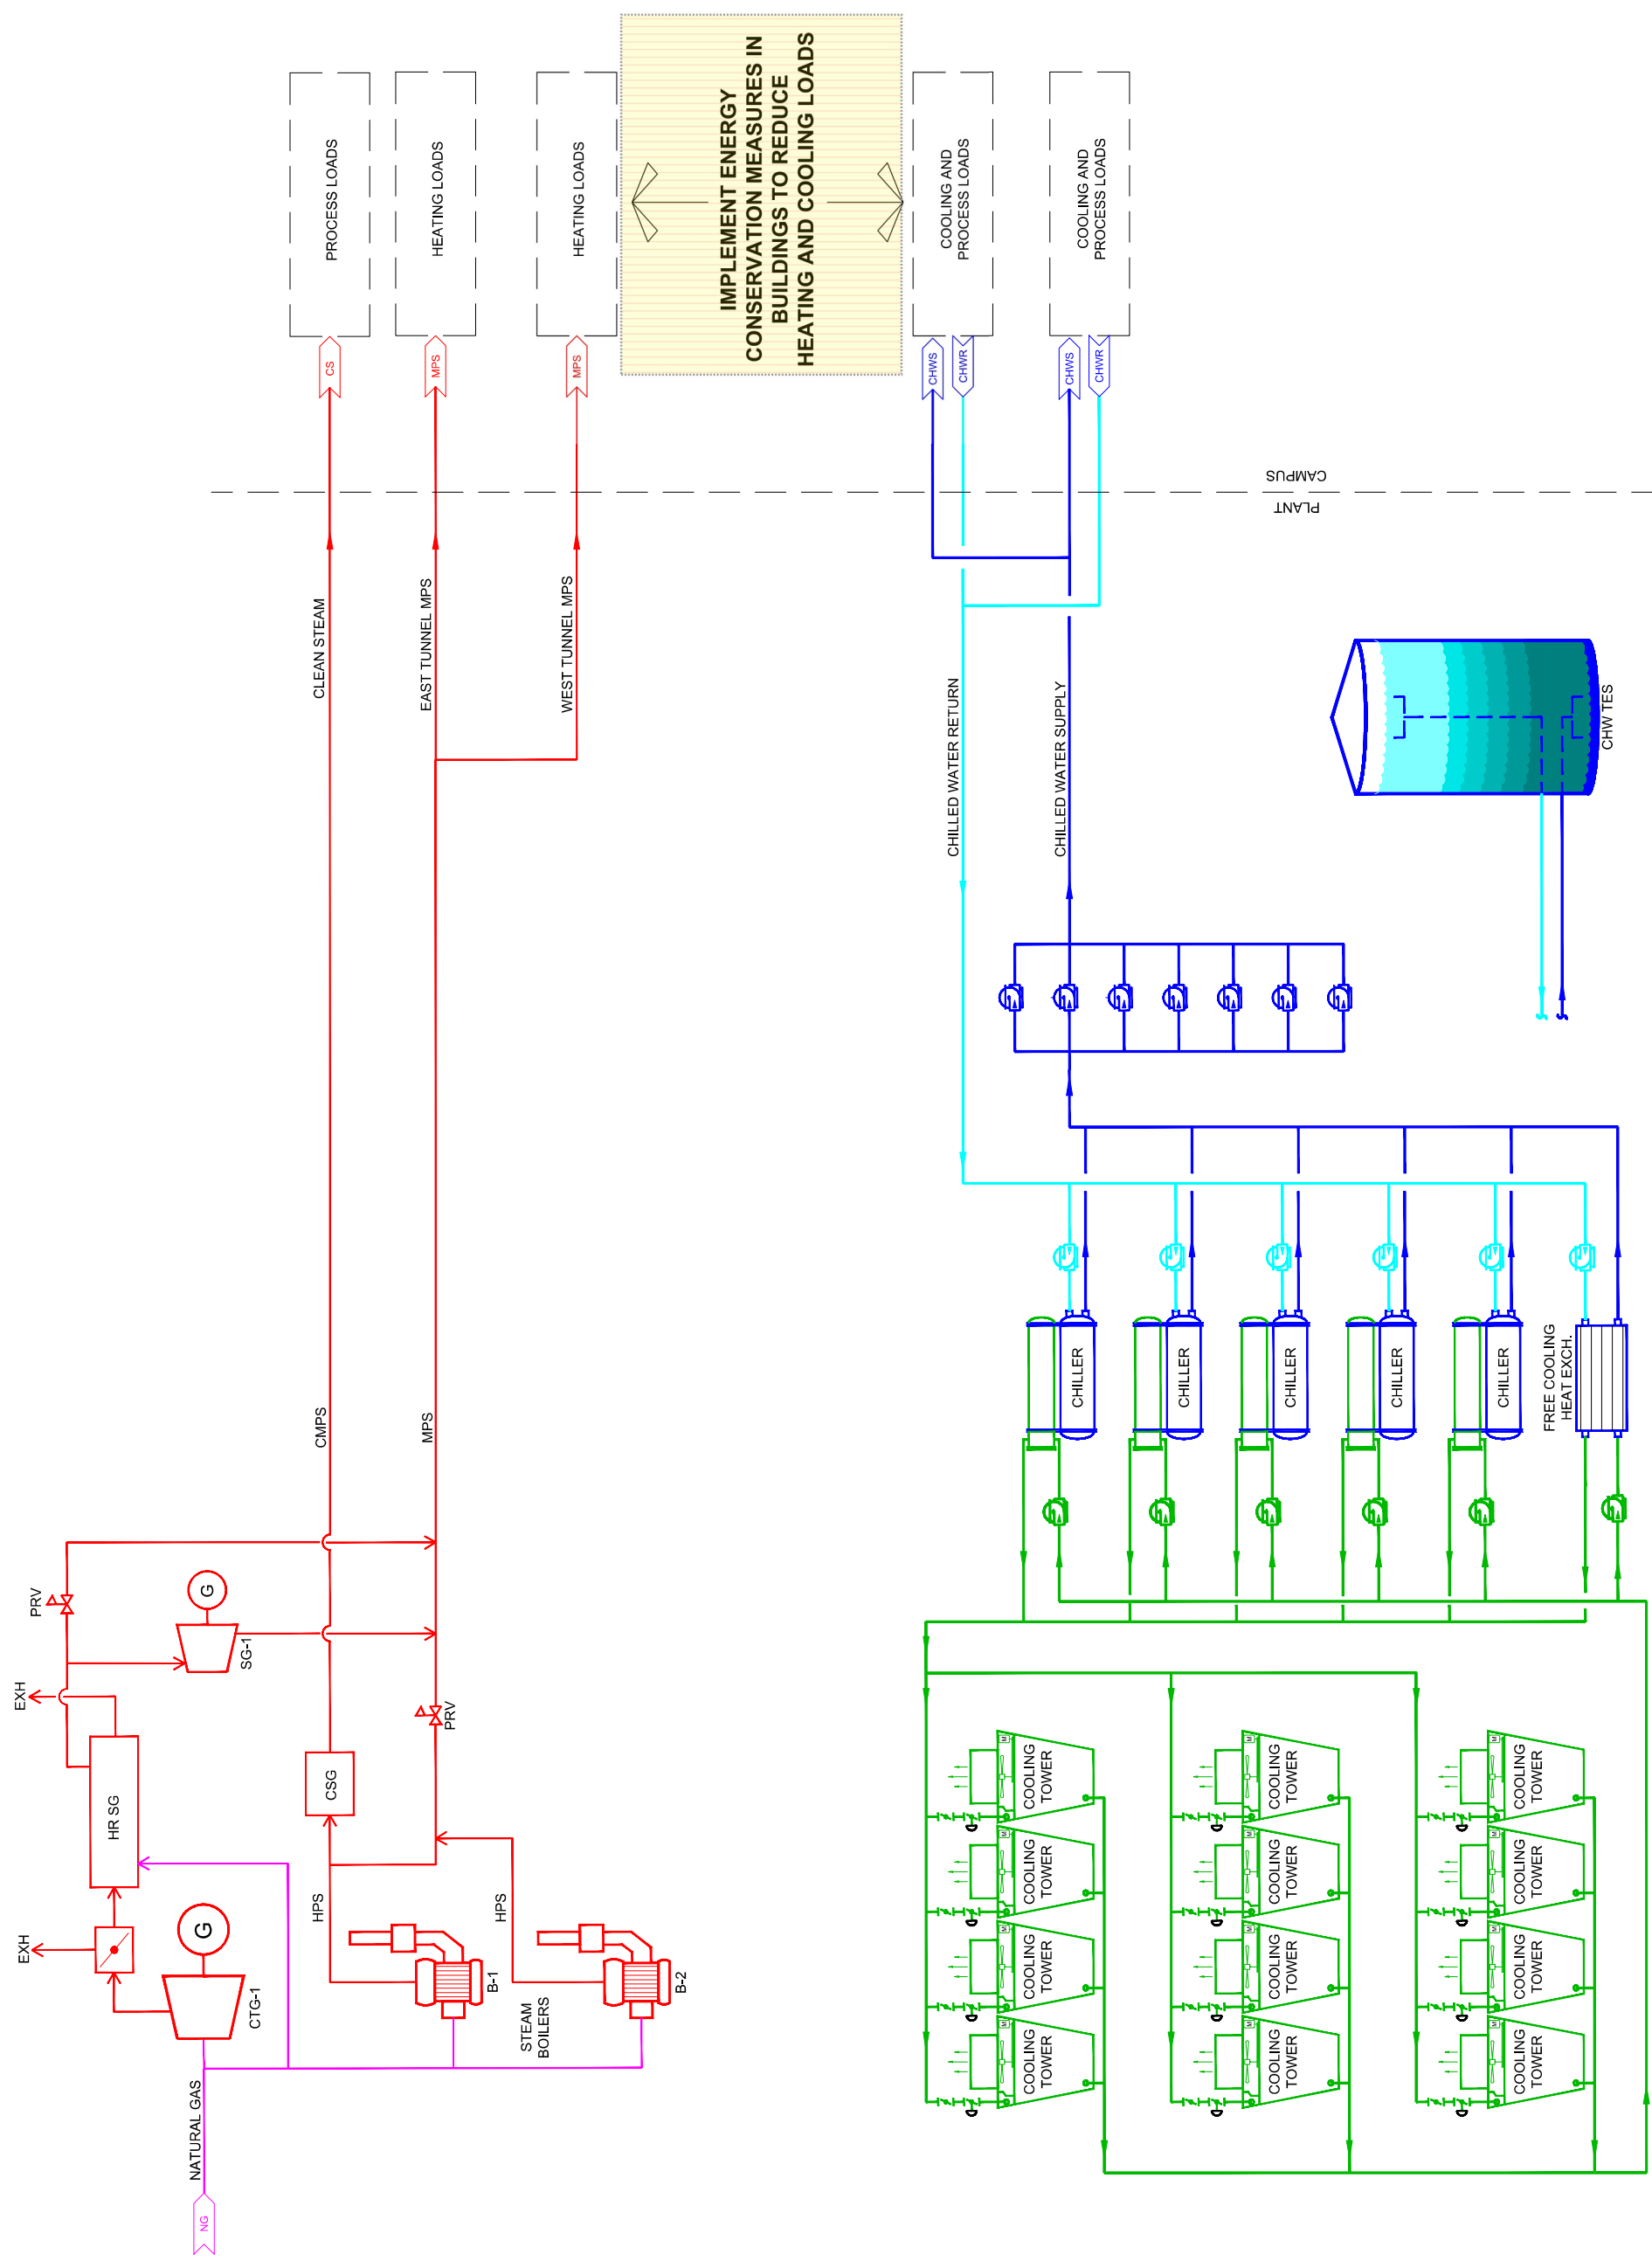 PROCESS LOADS
HEATING LOADS
HEATING LOADS
IMPLEMENT ENERGY
CONSERVATION MEASURES IN
BUILDINGS TO REDUCE
HEATING AND COOLING LOADS
COOLING AND
PROCESS LOADS
COOLING AND
PROCESS LOADS
CS
MPS
MPS
CHWS
CHWR
CHWS
CHWR
CAMPUS
PLANT
CLEAN STEAM
EAST TUNNEL MPS
WEST TUNNEL MPS
CHILLED WATER RETURN
CHILLED WATER SUPPLY
CHW TES
CMPS
MPS
PRV
G
SG-1
EXH
HR SG
CSG
PRV
EXH
G
CTG-1
HPS
HPS
B-1
B-2
STEAM
BOILERS
NATURAL GAS
NG
CHILLER
CHILLER
CHILLER
CHILLER
CHILLER
FREE COOLING
HEAT EXCH.
M
COOLING
TOWER
M
COOLING
TOWER
M
COOLING
TOWER
M
COOLING
TOWER
M
COOLING
TOWER
M
COOLING
TOWER
M
COOLING
TOWER
M
COOLING
TOWER
M
COOLING
TOWER
M
COOLING
TOWER
M
COOLING
TOWER
M
COOLING
TOWER